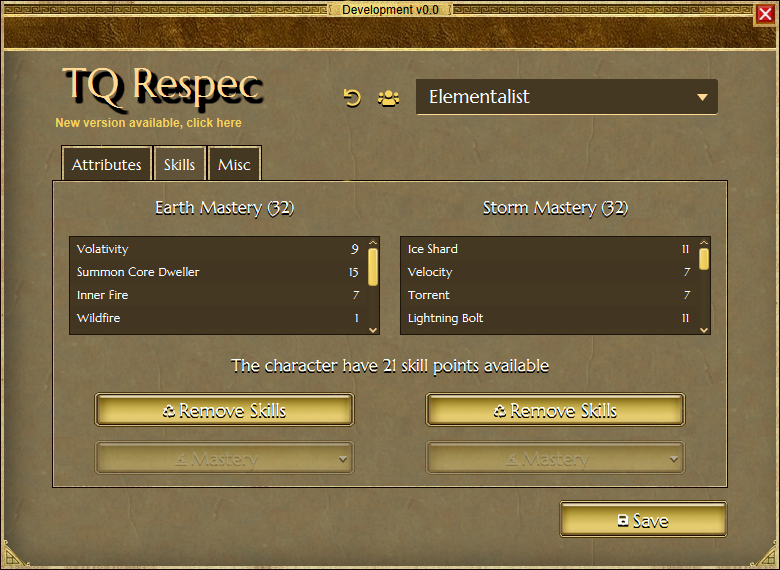 Development v0.0
TQ Respec
New version available, click here
Elementalist
Attributes Skills Misc
Earth Mastery (32)
Volativity 9
Summon Core Dweller 15
Inner Fire 7
Wildfire 1
Storm Mastery (32)
Ice Shard 11
Velocity 7
Torrent 7
Lightning Bolt 11
The character have 21 skill points available
Remove Skills Remove Skills
Mastery Mastery
Save